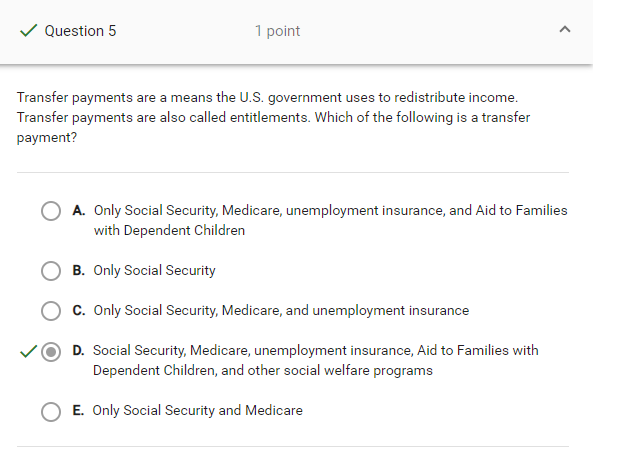 Question 5 1 point
Transfer payments are a means the U.S. government uses to redistribute income.
Transfer payments are also called entitlements. Which of the following is a transfer
payment?
A. Only Social Security, Medicare, unemployment insurance, and Aid to Families
with Dependent Children
B. Only Social Security
C. Only Social Security, Medicare, and unemployment insurance
D. Social Security, Medicare, unemployment insurance, Aid to Families with
Dependent Children, and other social welfare programs
E. Only Social Security and Medicare